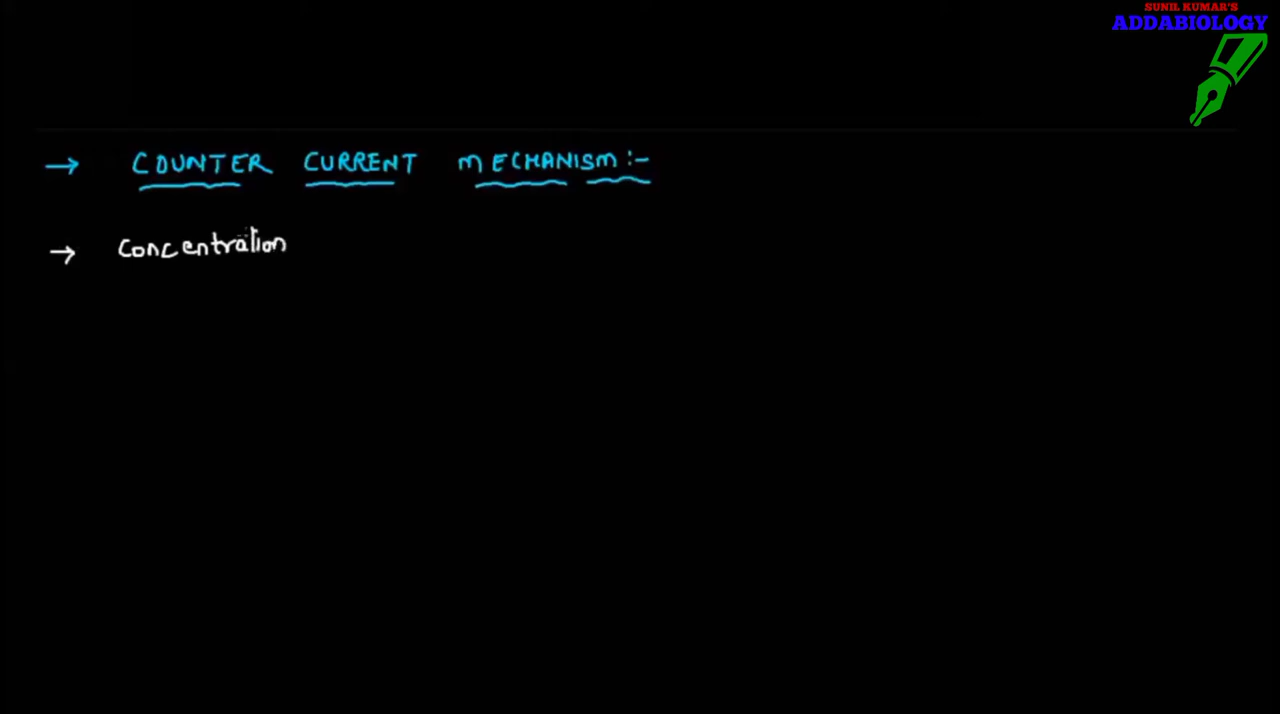 SUNIL KUMAR'S
ADDABIOLOGY
→ COUNTER CURRENT MECHANISM :-
→ Concentration